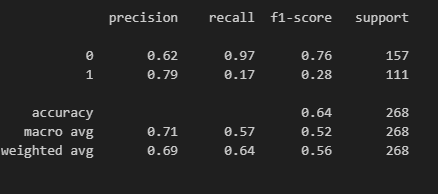 precision recall f1-score support
0 0.62 0.97 0.76 157
1 0.79 0.17 0.28 111
accuracy 0.64 268
macro avg 0.71 0.57 0.52 268
weighted avg 0.69 0.64 0.56 268